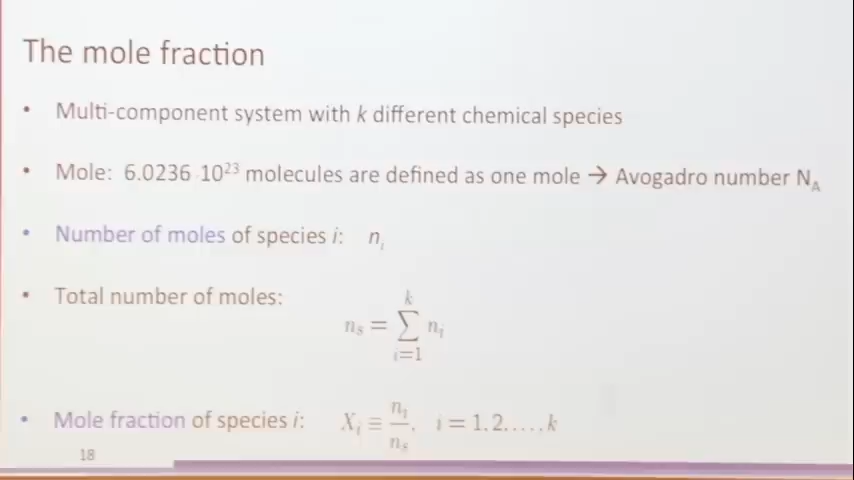 The mole fraction
• Multi-component system with k different chemical species
• Mole: 6.0236 · 10²³ molecules are defined as one mole → Avogadro number N_A
• Number of moles of species i: n_i
• Total number of moles: n_s = ∑_{i=1}^{k} n_i
• Mole fraction of species i: X_i ≡ n_i / n_s, i = 1,2,...,k
18